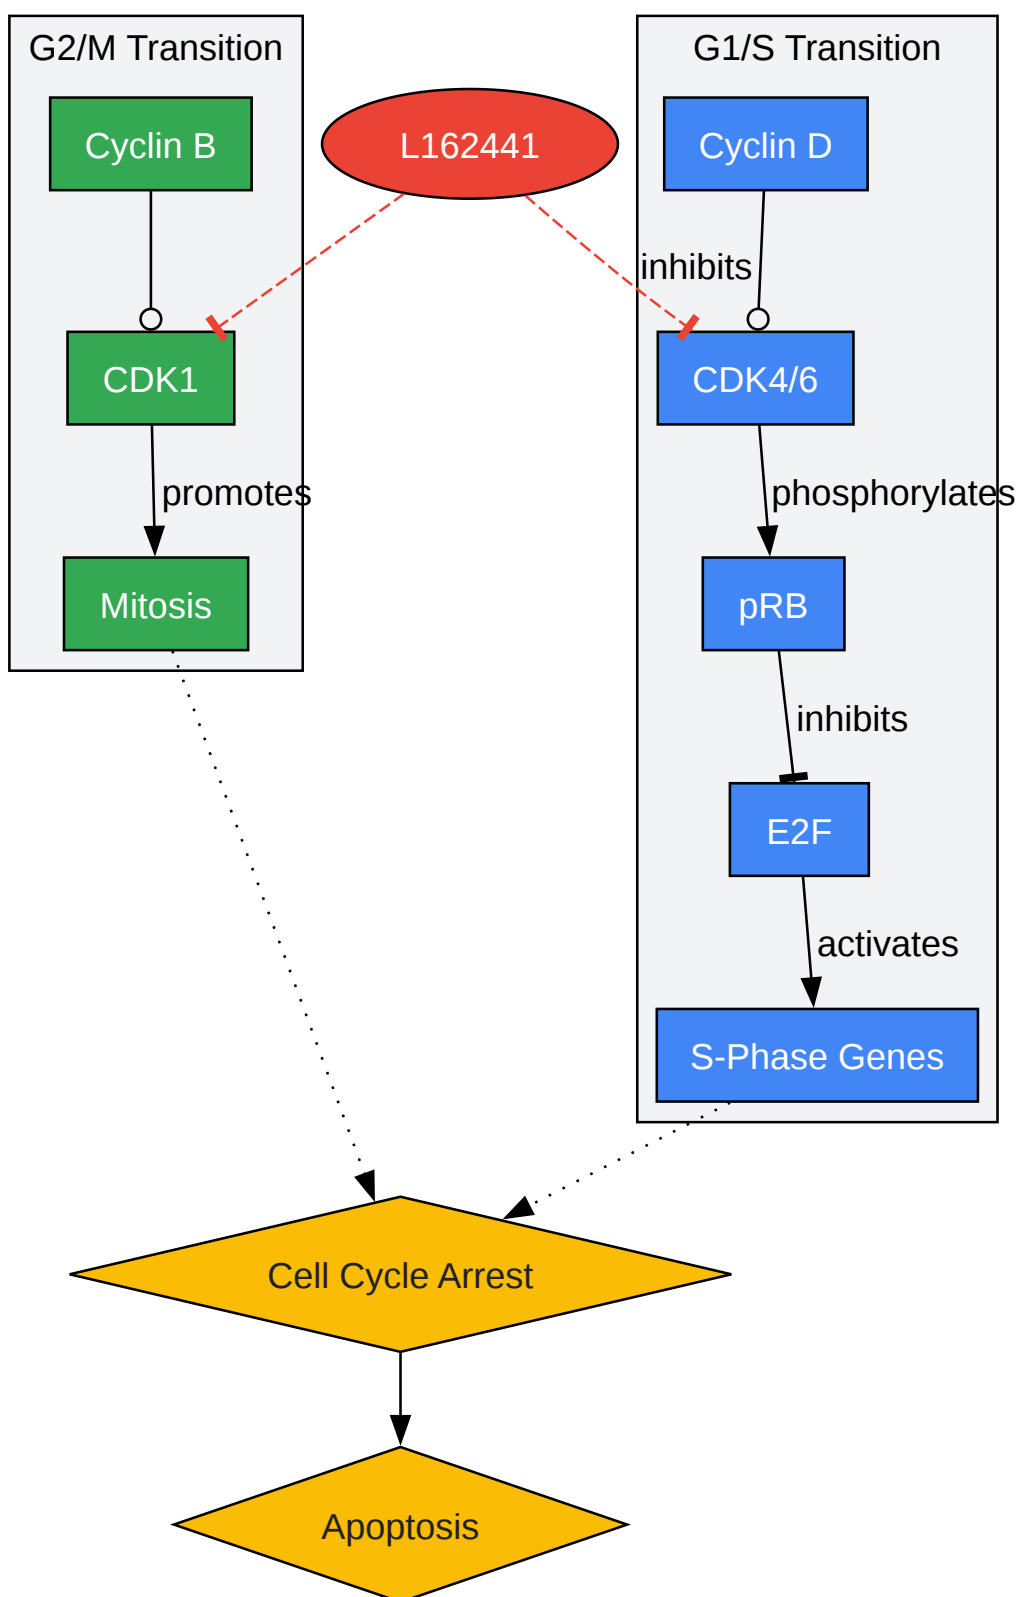 G2/M Transition
G1/S Transition
Cyclin B
L162441
Cyclin D
inhibits
CDK1
CDK4/6
promotes
phosphorylates
Mitosis
pRB
inhibits
E2F
activates
S-Phase Genes
Cell Cycle Arrest
Apoptosis